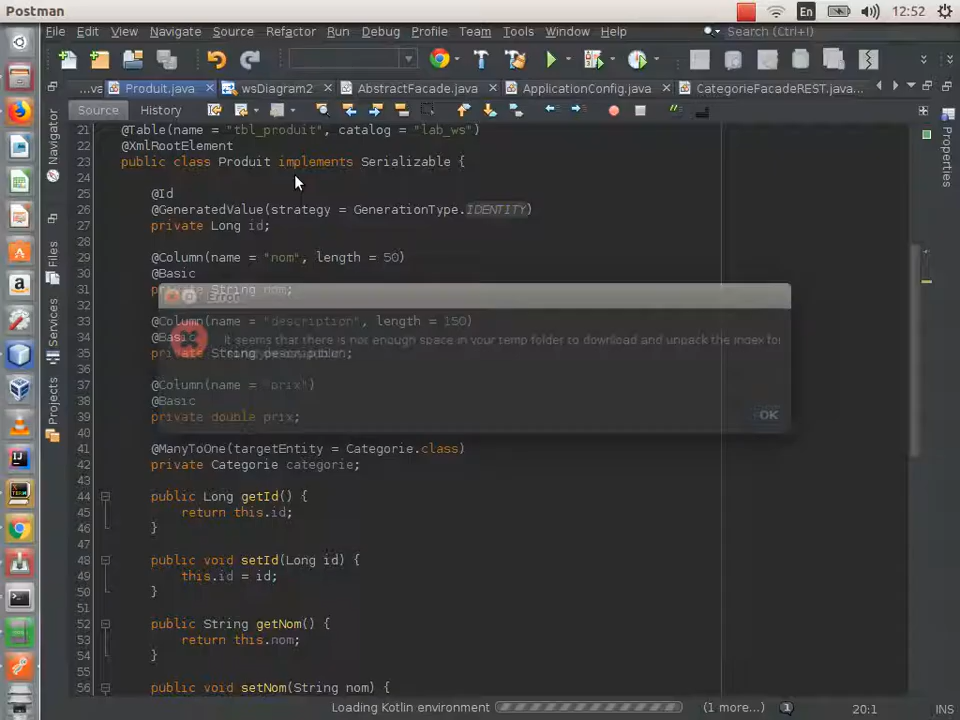 Postman
En
12:52
File Edit View Navigate Source Refactor Run Debug Profile Team Tools Window Help
Search (Ctrl+I)
...va Produit.java wsDiagram2 AbstractFacade.java ApplicationConfig.java CategorieFacadeREST.java...
Source History
Navigator
Files
Services
Properties
21 @Table(name = "tbl_produit", catalog = "lab_ws")
22 @XmlRootElement
23 public class Produit implements Serializable {
24
25 @Id
26 @GeneratedValue(strategy = GenerationType.IDENTITY)
27 private Long id;
28
29 @Column(name = "nom", length = 50)
30 @Basic
31 private String nom;
Error
32
33 @Column(name = "description", length = 150)
34 @Basic
It seems that there is not enough space in your temp folder to download and unpack the index for
35 private String description;
36
37 @Column(name = "prix")
38 @Basic
39 private double prix;
OK
40
41 @ManyToOne(targetEntity = Categorie.class)
42 private Categorie categorie;
43
44 public Long getId() {
45 return this.id;
46 }
47
48 public void setId(Long id) {
49 this.id = id;
50 }
51
52 public String getNom() {
53 return this.nom;
54 }
55
56 public void setNom(String nom) {
Loading Kotlin environment
(1 more...)
1
20:1
INS